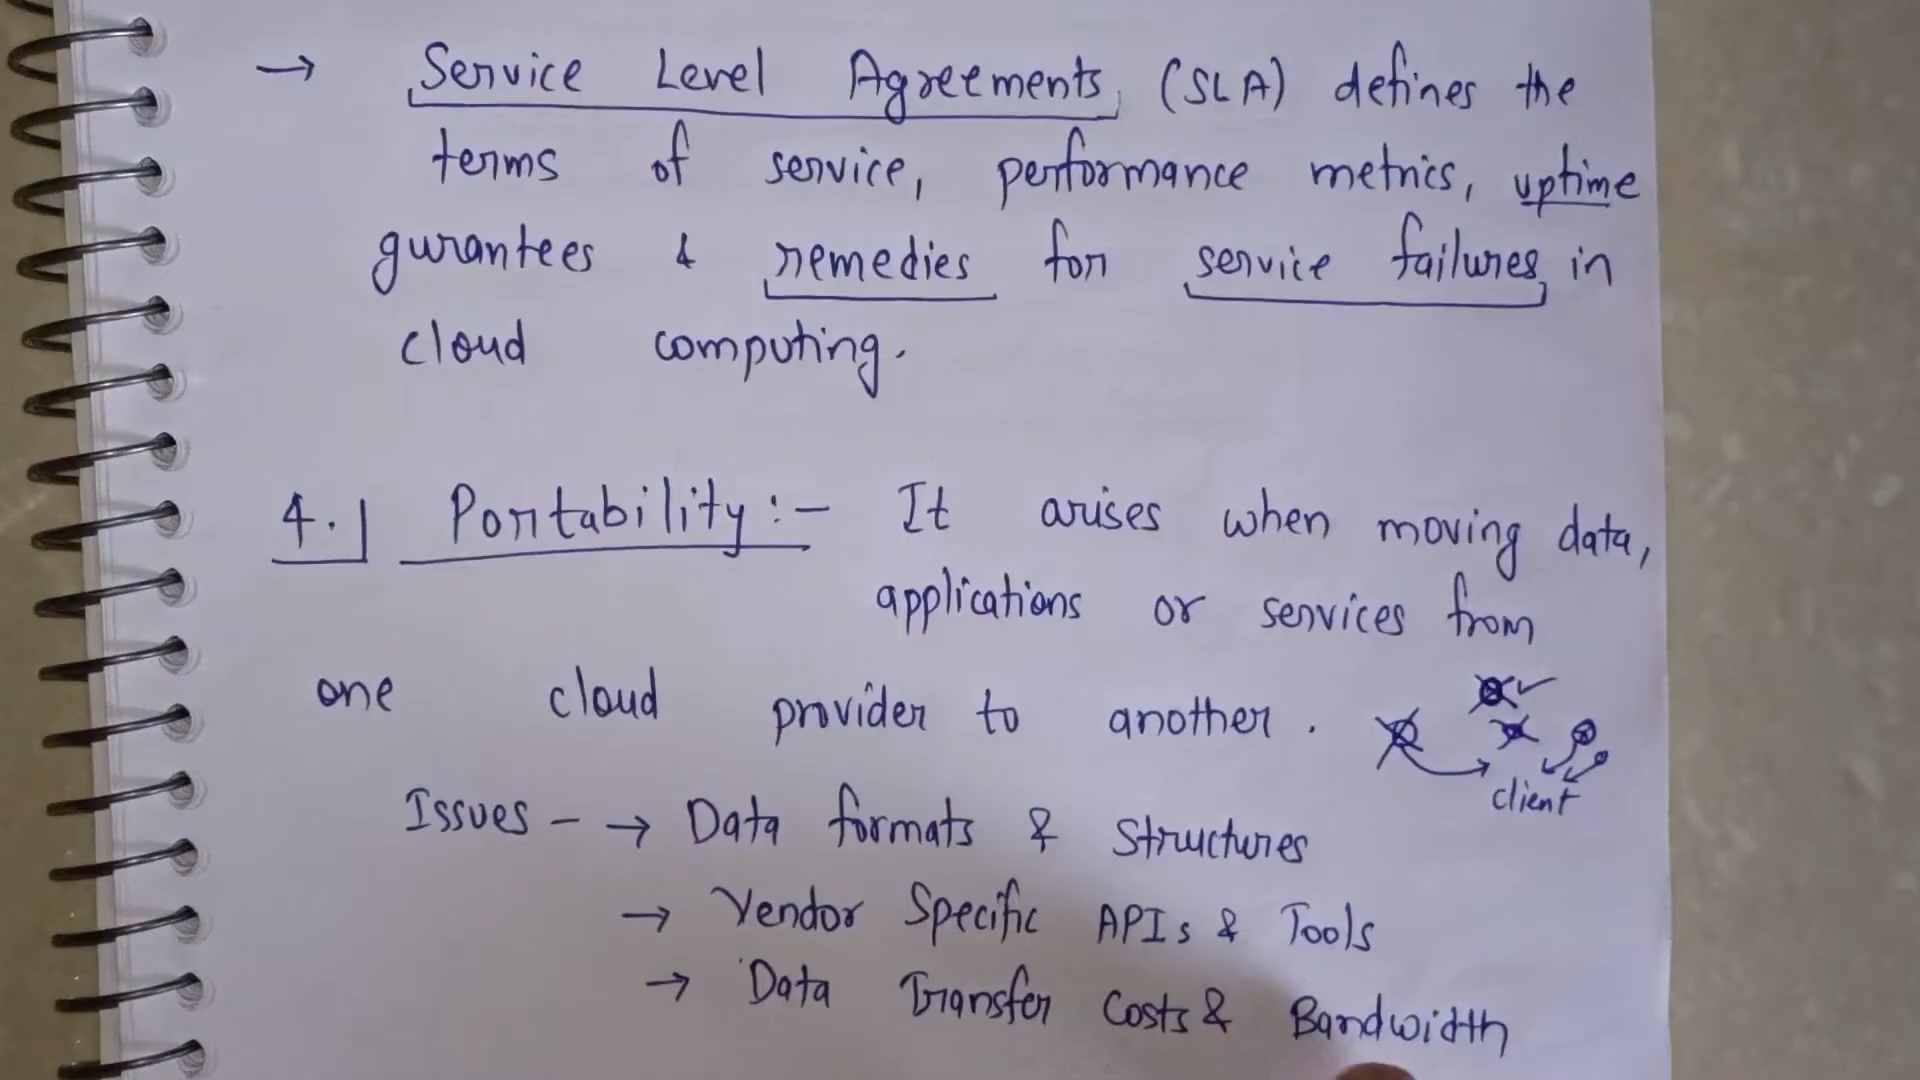 → Service Level Agreements (SLA) defines the
terms of service, performance metrics, uptime
gurantees & remedies for service failures in
cloud computing.
4.] Portability :- It arises when moving data,
applications or services from
one cloud provider to another.
client
Issues - → Data formats & Structures
→ Vendor Specific APIs & Tools
→ Data Transfer Costs & Bandwidth